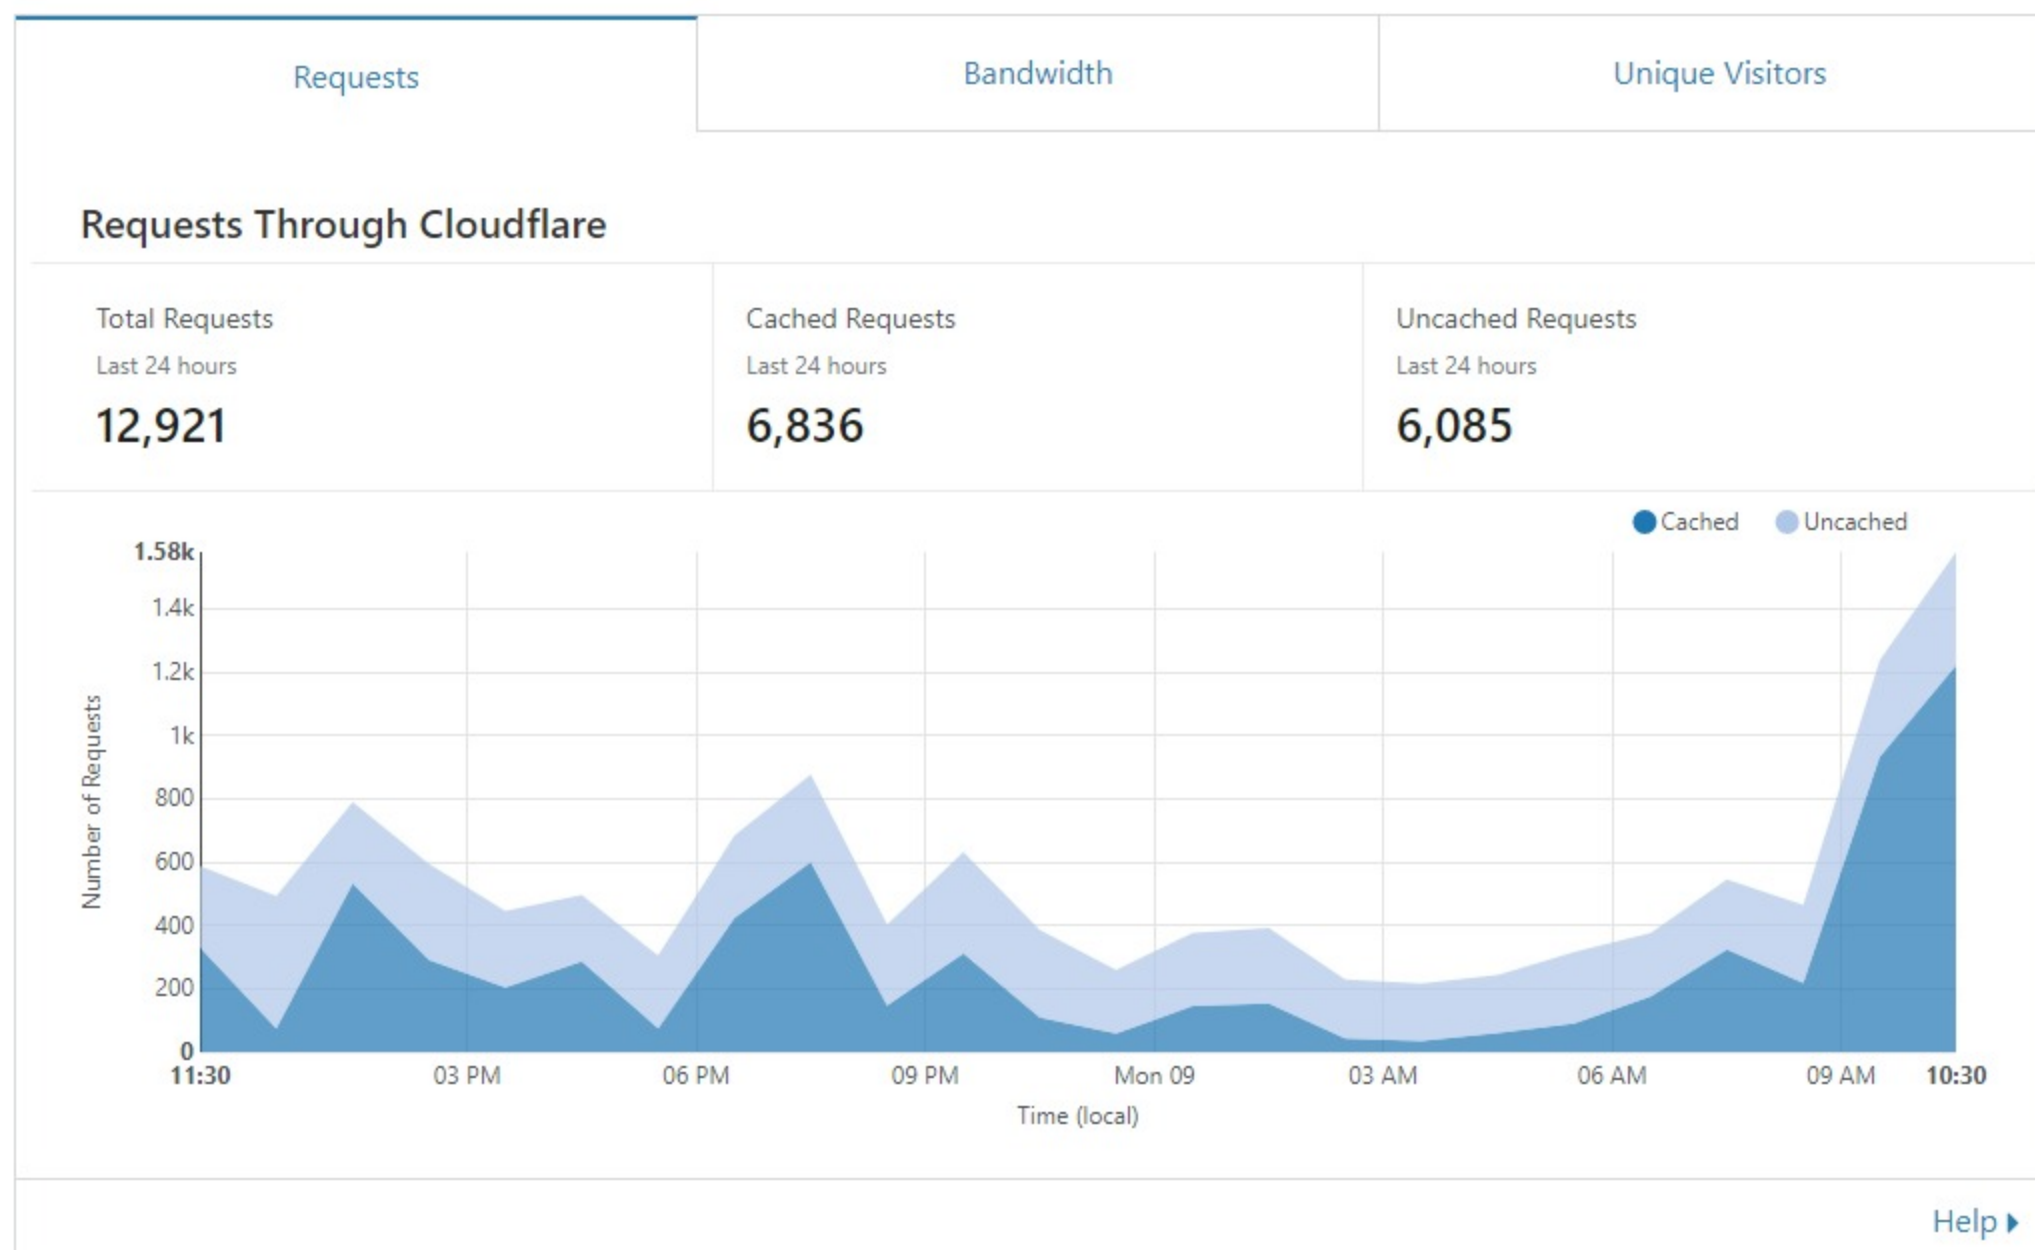 Requests
Bandwidth
Unique Visitors
Requests Through Cloudflare
Total Requests
Last 24 hours
12,921
Cached Requests
Last 24 hours
6,836
Uncached Requests
Last 24 hours
6,085
Cached
Uncached
1.58k
1.4k
1.2k
1k
800
600
400
200
0
Number of Requests
11:30
03 PM
06 PM
09 PM
Mon 09
03 AM
06 AM
09 AM
10:30
Time (local)
Help